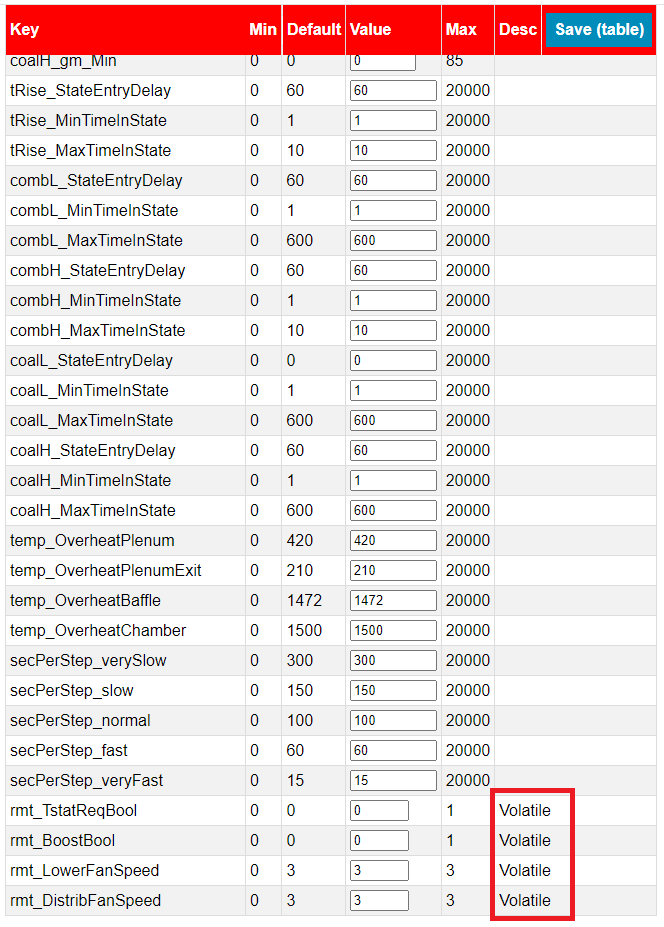 Key Min Default Value Max Desc Save (table)
coalH_gm_Min 0 0 0 85
tRise_StateEntryDelay 0 60 60 20000
tRise_MinTimeInState 0 1 1 20000
tRise_MaxTimeInState 0 10 10 20000
combL_StateEntryDelay 0 60 60 20000
combL_MinTimeInState 0 1 1 20000
combL_MaxTimeInState 0 600 600 20000
combH_StateEntryDelay 0 60 60 20000
combH_MinTimeInState 0 1 1 20000
combH_MaxTimeInState 0 10 10 20000
coalL_StateEntryDelay 0 0 0 20000
coalL_MinTimeInState 0 1 1 20000
coalL_MaxTimeInState 0 600 600 20000
coalH_StateEntryDelay 0 60 60 20000
coalH_MinTimeInState 0 1 1 20000
coalH_MaxTimeInState 0 600 600 20000
temp_OverheatPlenum 0 420 420 20000
temp_OverheatPlenumExit 0 210 210 20000
temp_OverheatBaffle 0 1472 1472 20000
temp_OverheatChamber 0 1500 1500 20000
secPerStep_verySlow 0 300 300 20000
secPerStep_slow 0 150 150 20000
secPerStep_normal 0 100 100 20000
secPerStep_fast 0 60 60 20000
secPerStep_veryFast 0 15 15 20000
rmt_TstatReqBool 0 0 0 1 Volatile
rmt_BoostBool 0 0 0 1 Volatile
rmt_LowerFanSpeed 0 3 3 3 Volatile
rmt_DistribFanSpeed 0 3 3 3 Volatile